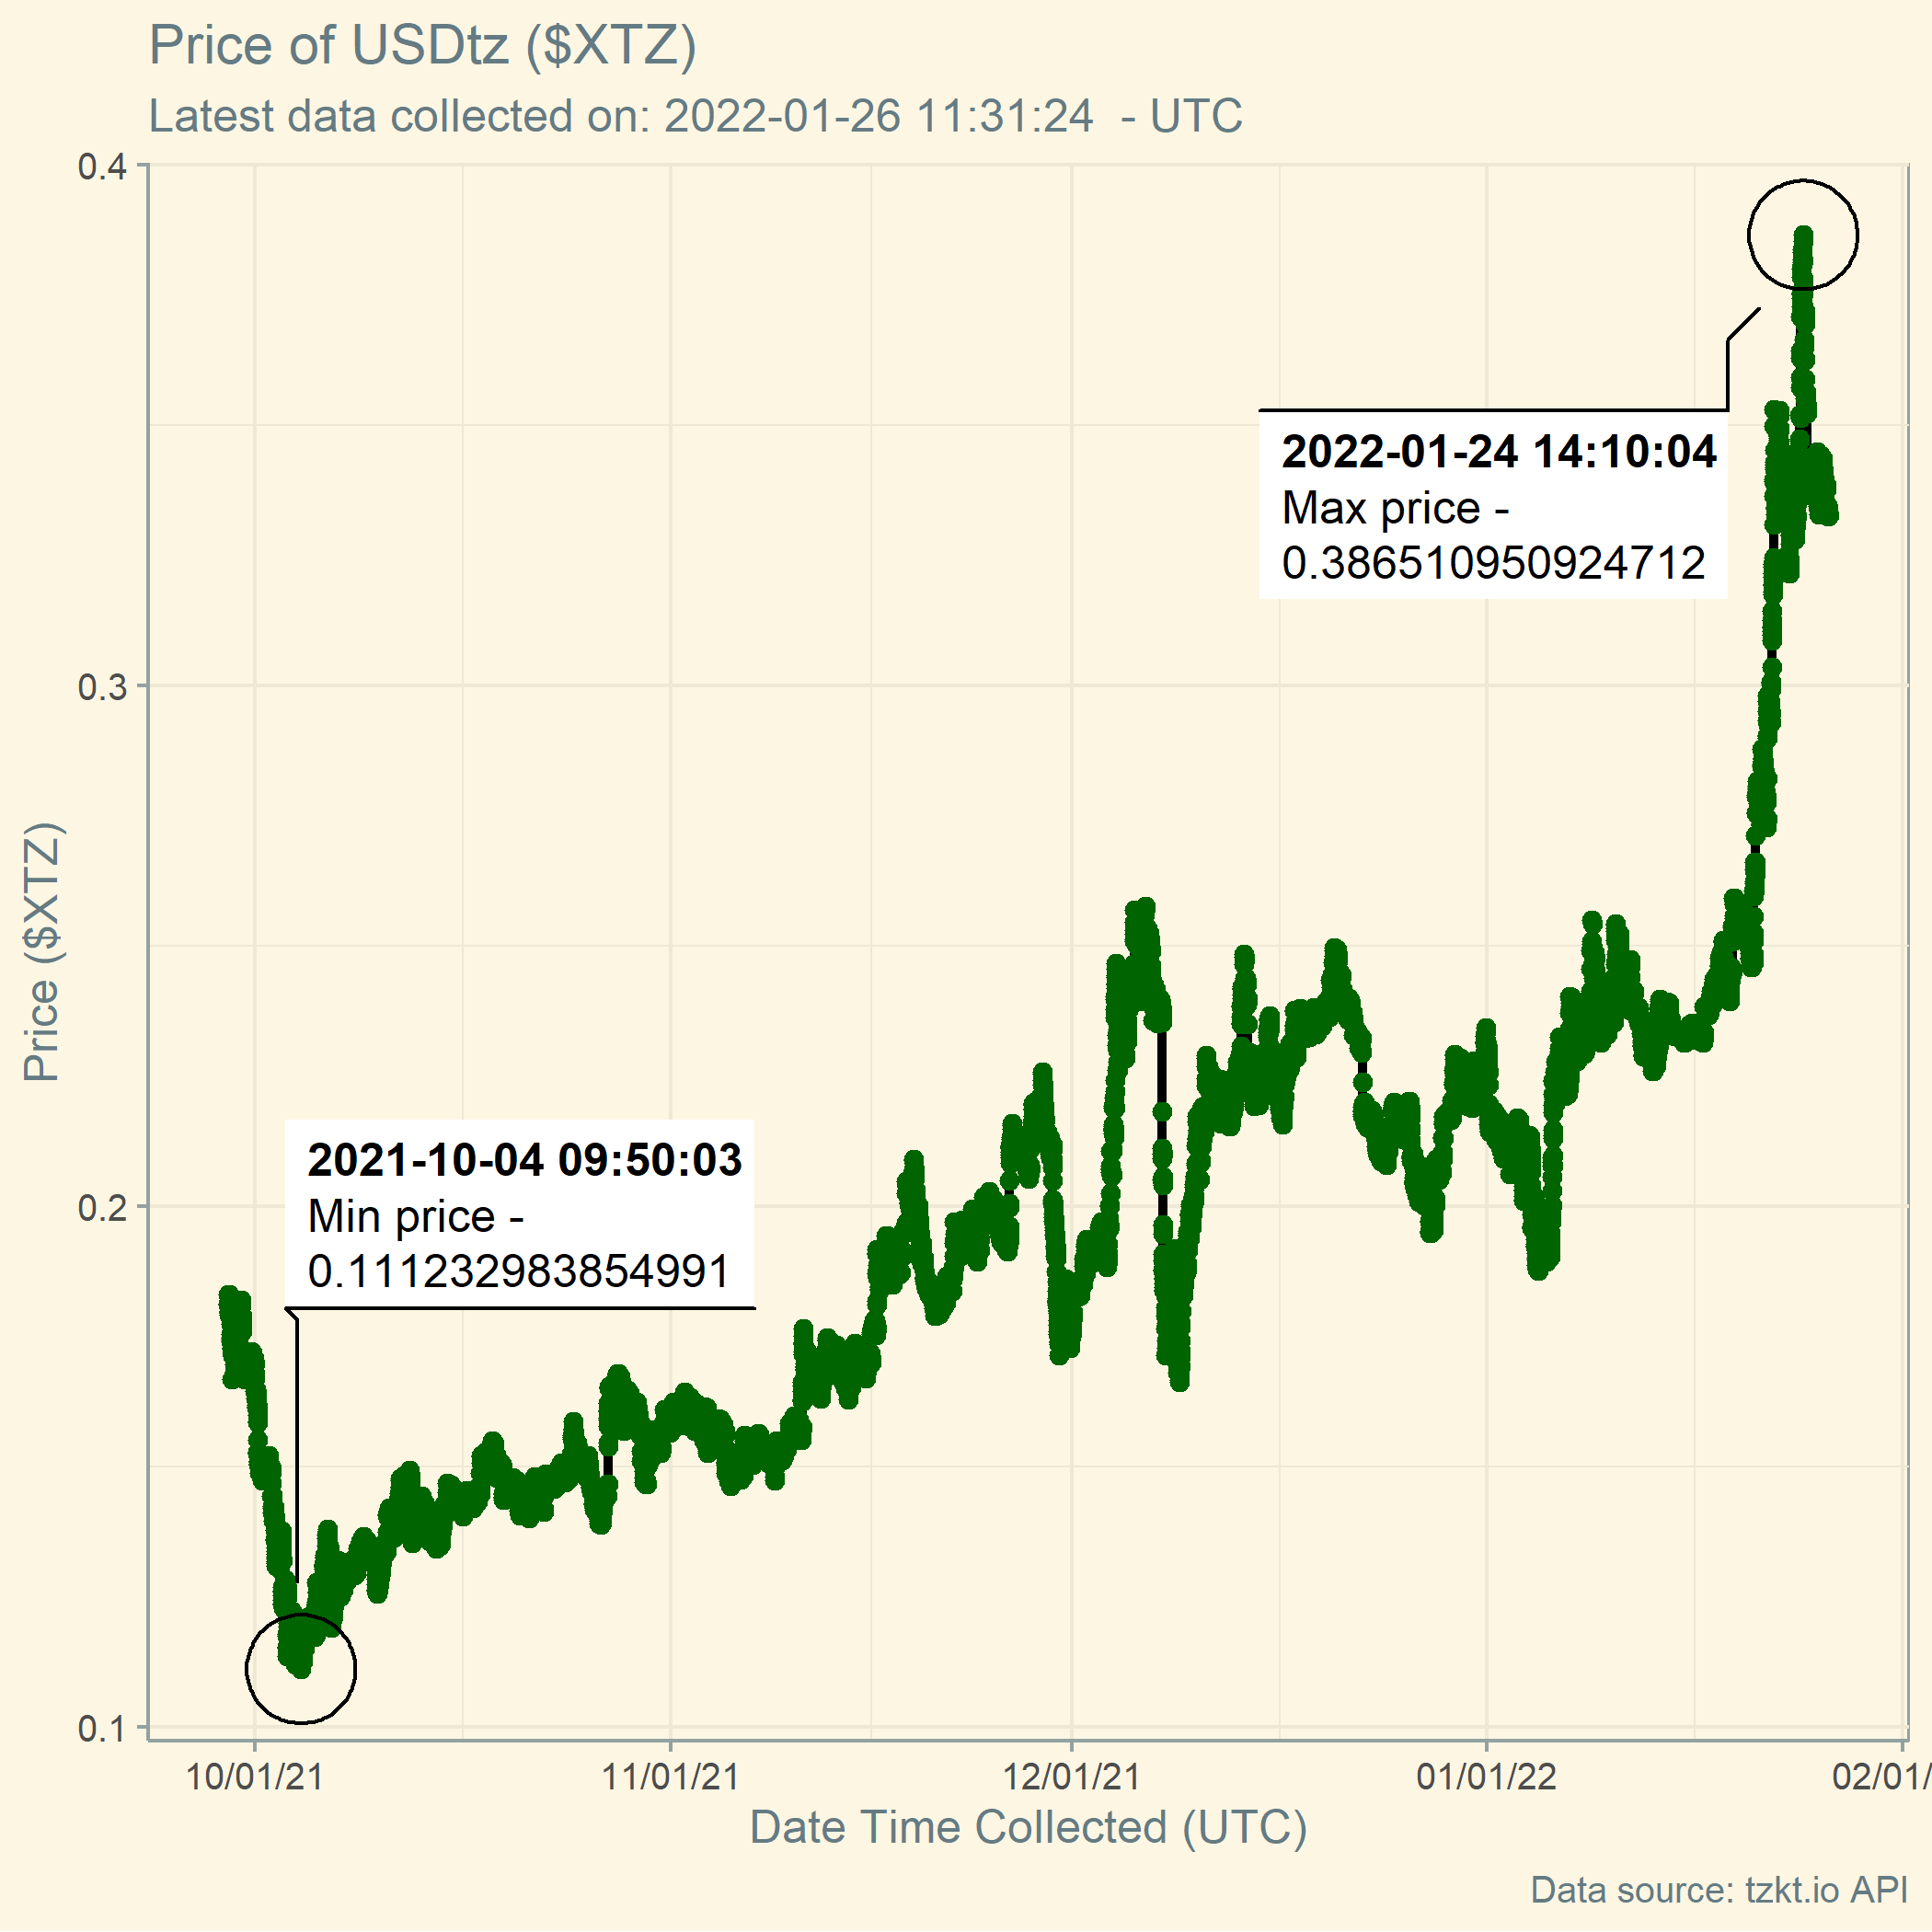 Price of USDtz ($XTZ)
Latest data collected on: 2022-01-26 11:31:24  - UTC
0.4
2022-01-24 14:10:04
Max price -
0.386510950924712
0.3
Price ($XTZ)
2021-10-04 09:50:03
Min price -
0.111232983854991
0.2
0.1
10/01/21
11/01/21
12/01/21
01/01/22
02/01/
Date Time Collected (UTC)
Data source: tzkt.io API